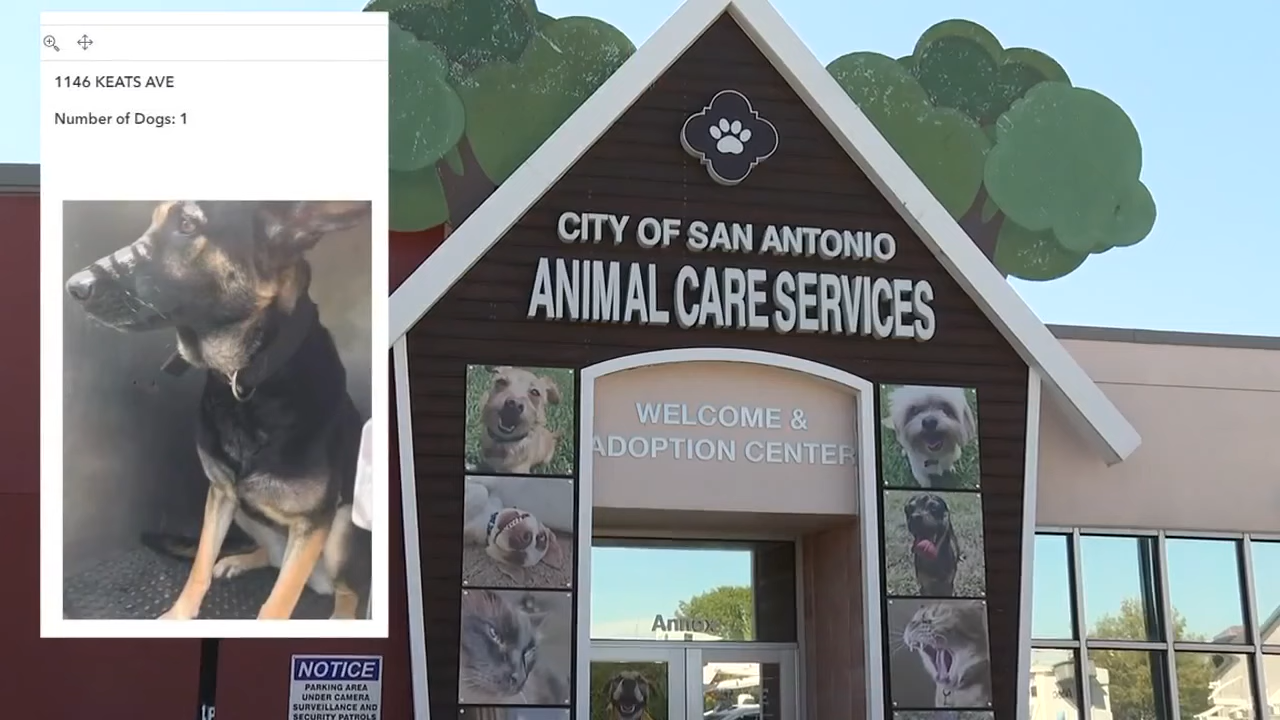 1146 KEATS AVE
Number of Dogs: 1
CITY OF SAN ANTONIO
ANIMAL CARE SERVICES
WELCOME &
ADOPTION CENTER
Annex
NOTICE
PARKING AREA
UNDER CAMERA
SURVEILLANCE AND
SECURITY PATROLS